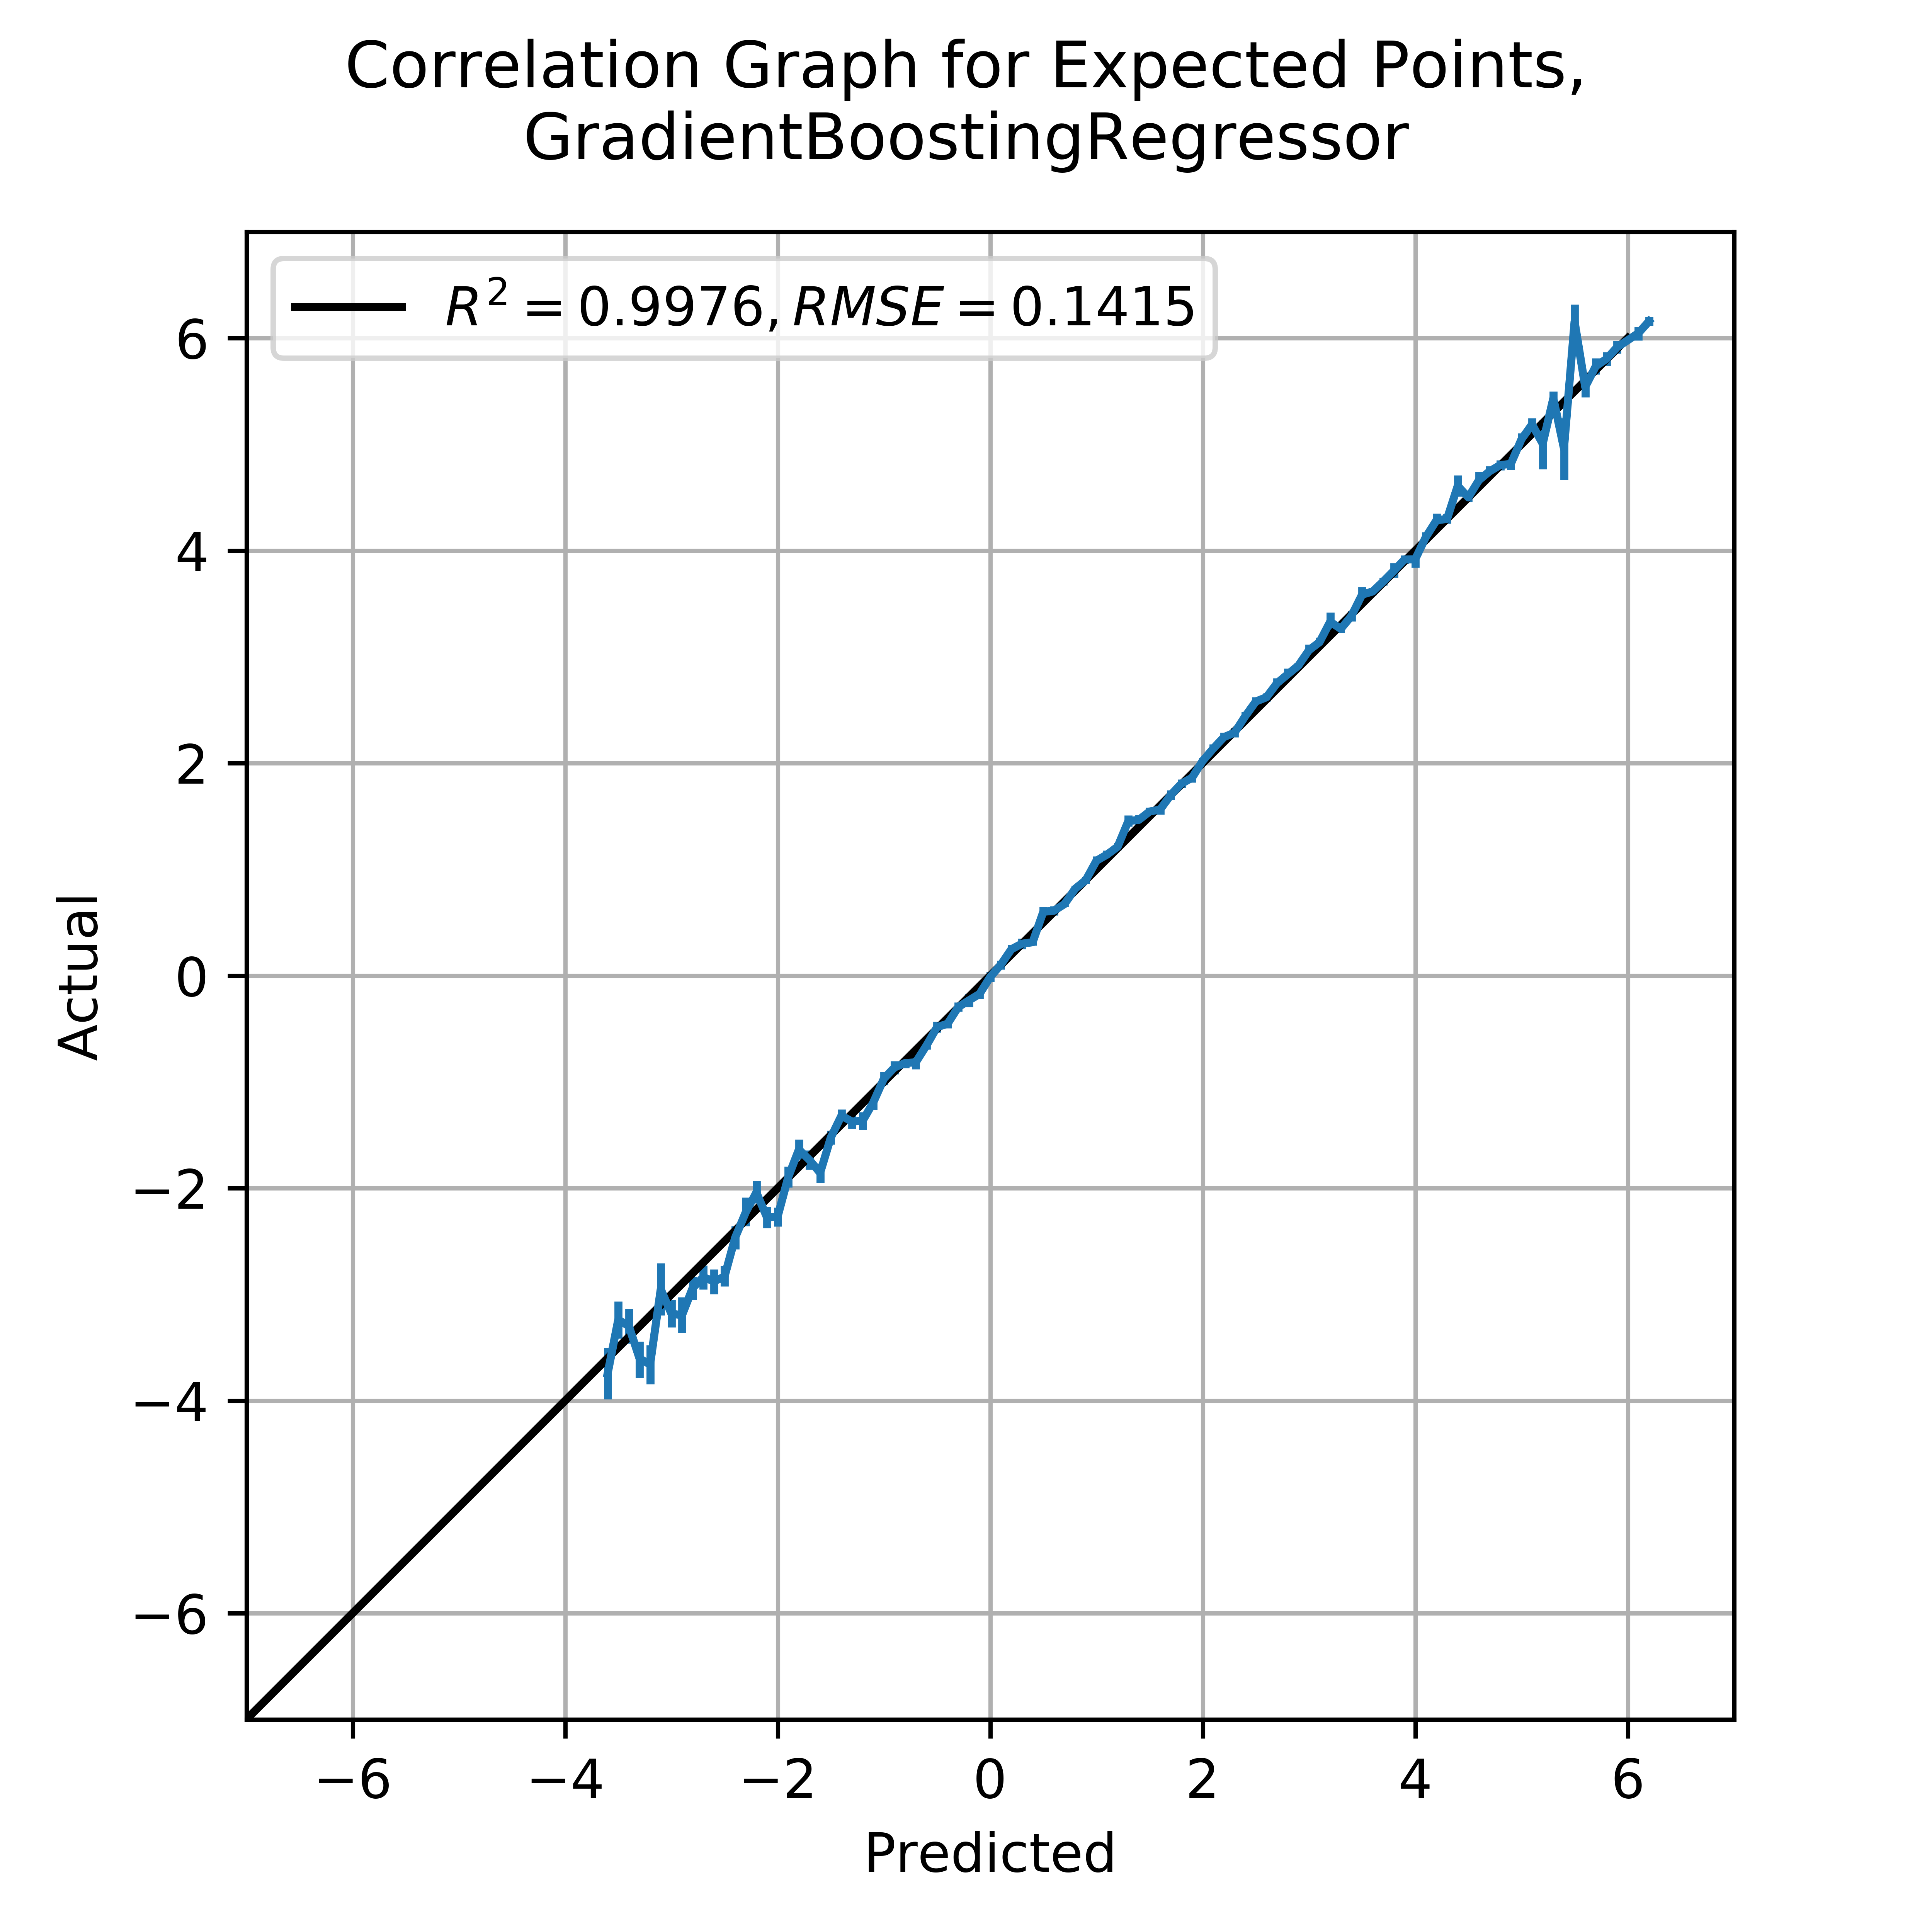 Correlation Graph for Expected Points,
GradientBoostingRegressor
R² = 0.9976, RMSE = 0.1415
6
4
2
0
−2
−4
−6
Actual
−6 −4 −2 0 2 4 6
Predicted